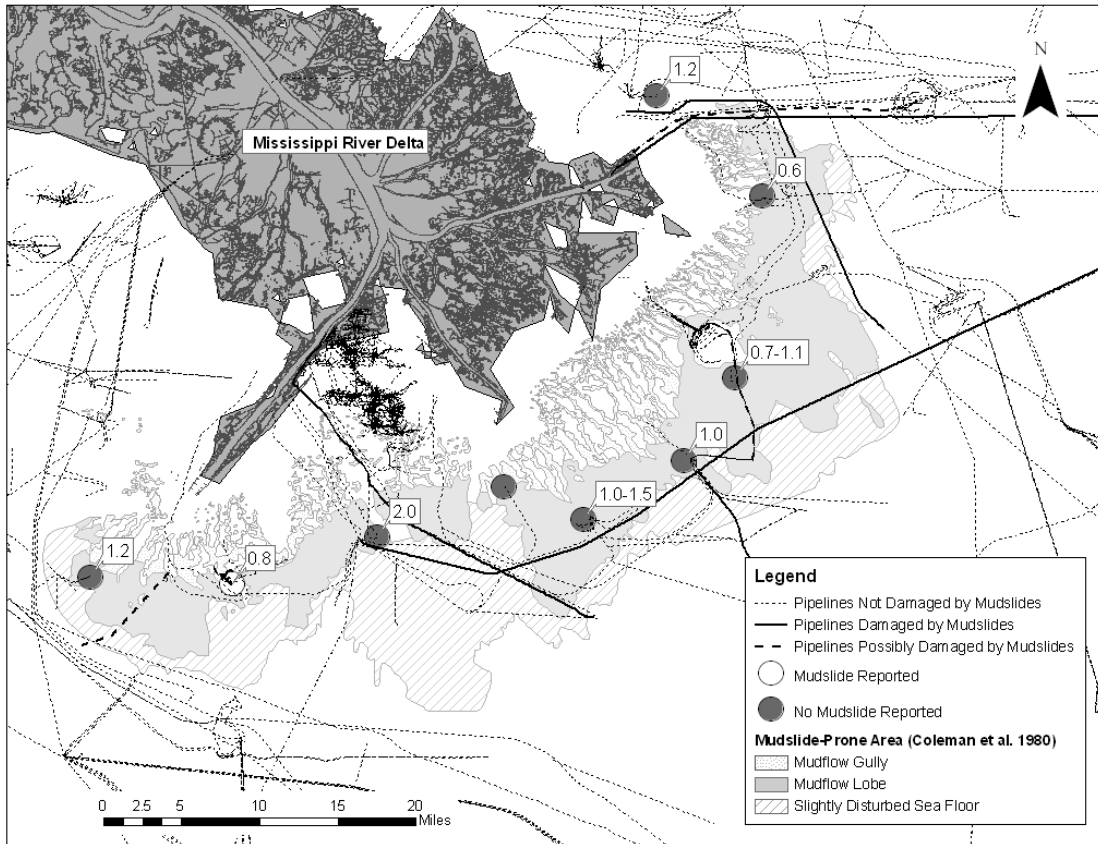 N
1.2
Mississippi River Delta
0.6
0.7-1.1
1.0
1.0-1.5
2.0
1.2
0.8
Legend
Pipelines Not Damaged by Mudslides
Pipelines Damaged by Mudslides
Pipelines Possibly Damaged by Mudslides
Mudslide Reported
No Mudslide Reported
Mudslide-Prone Area (Coleman et al. 1980)
Mudflow Gully
Mudflow Lobe
Slightly Disturbed Sea Floor
0 2.5 5 10 15 20
Miles